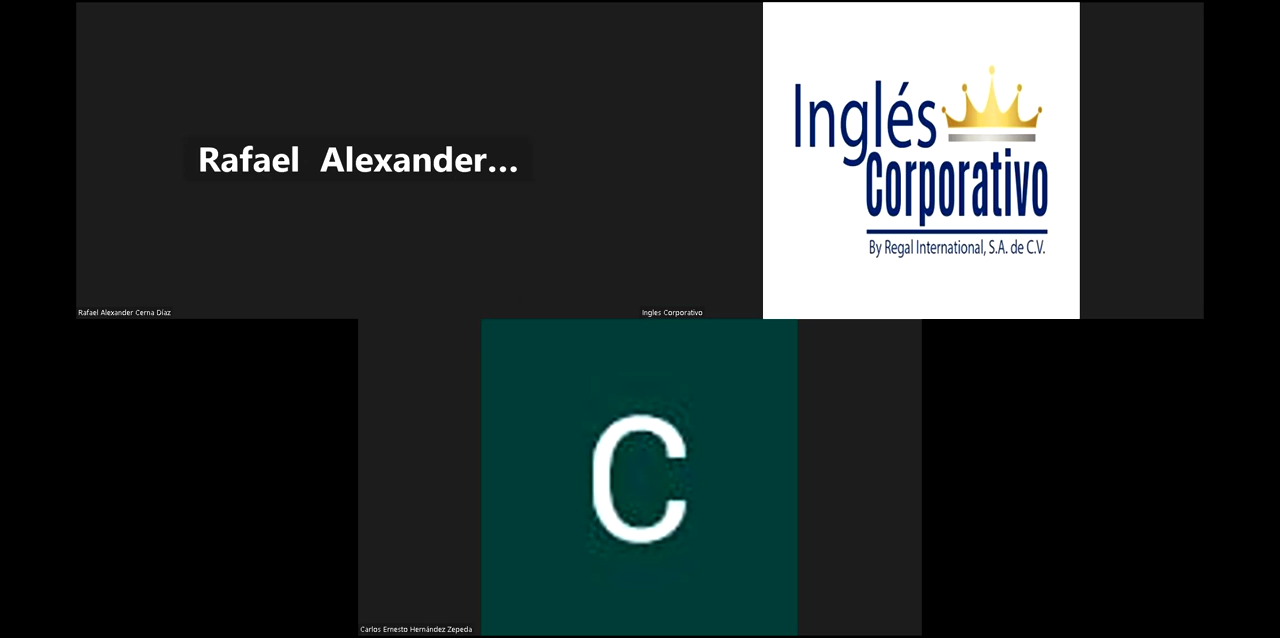 Rafael Alexander...
Rafael Alexander Cerna Díaz
Inglés
Corporativo
By Regal International, S.A. de C.V.
Ingles Corporativo
C
Carlos Ernesto Hernández Zepeda